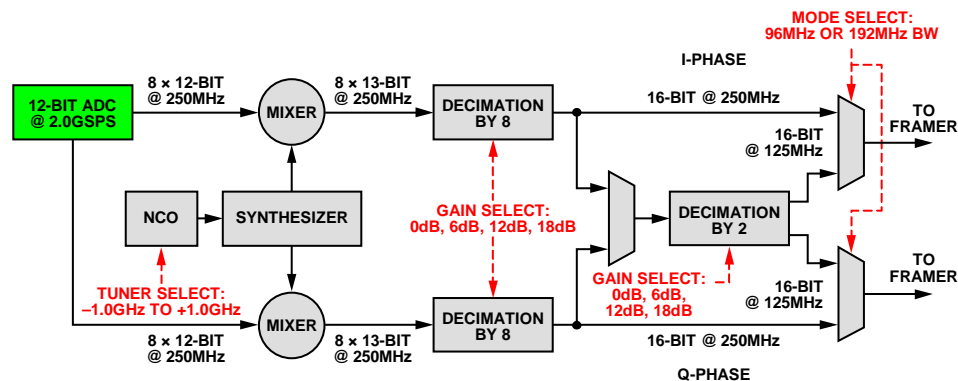 MODE SELECT:
96MHz OR 192MHz BW
8 × 12-BIT
@ 250MHz
8 × 13-BIT
@ 250MHz
I-PHASE
12-BIT ADC
@ 2.0GSPS
MIXER
DECIMATION
BY 8
16-BIT @ 250MHz
TO
FRAMER
16-BIT
@ 125MHz
NCO
SYNTHESIZER
GAIN SELECT:
0dB, 6dB, 12dB, 18dB
DECIMATION
BY 2
TO
FRAMER
TUNER SELECT:
–1.0GHz TO +1.0GHz
GAIN SELECT:
0dB, 6dB,
12dB, 18dB
16-BIT
@ 125MHz
MIXER
DECIMATION
BY 8
8 × 12-BIT
@ 250MHz
8 × 13-BIT
@ 250MHz
16-BIT @ 250MHz
Q-PHASE